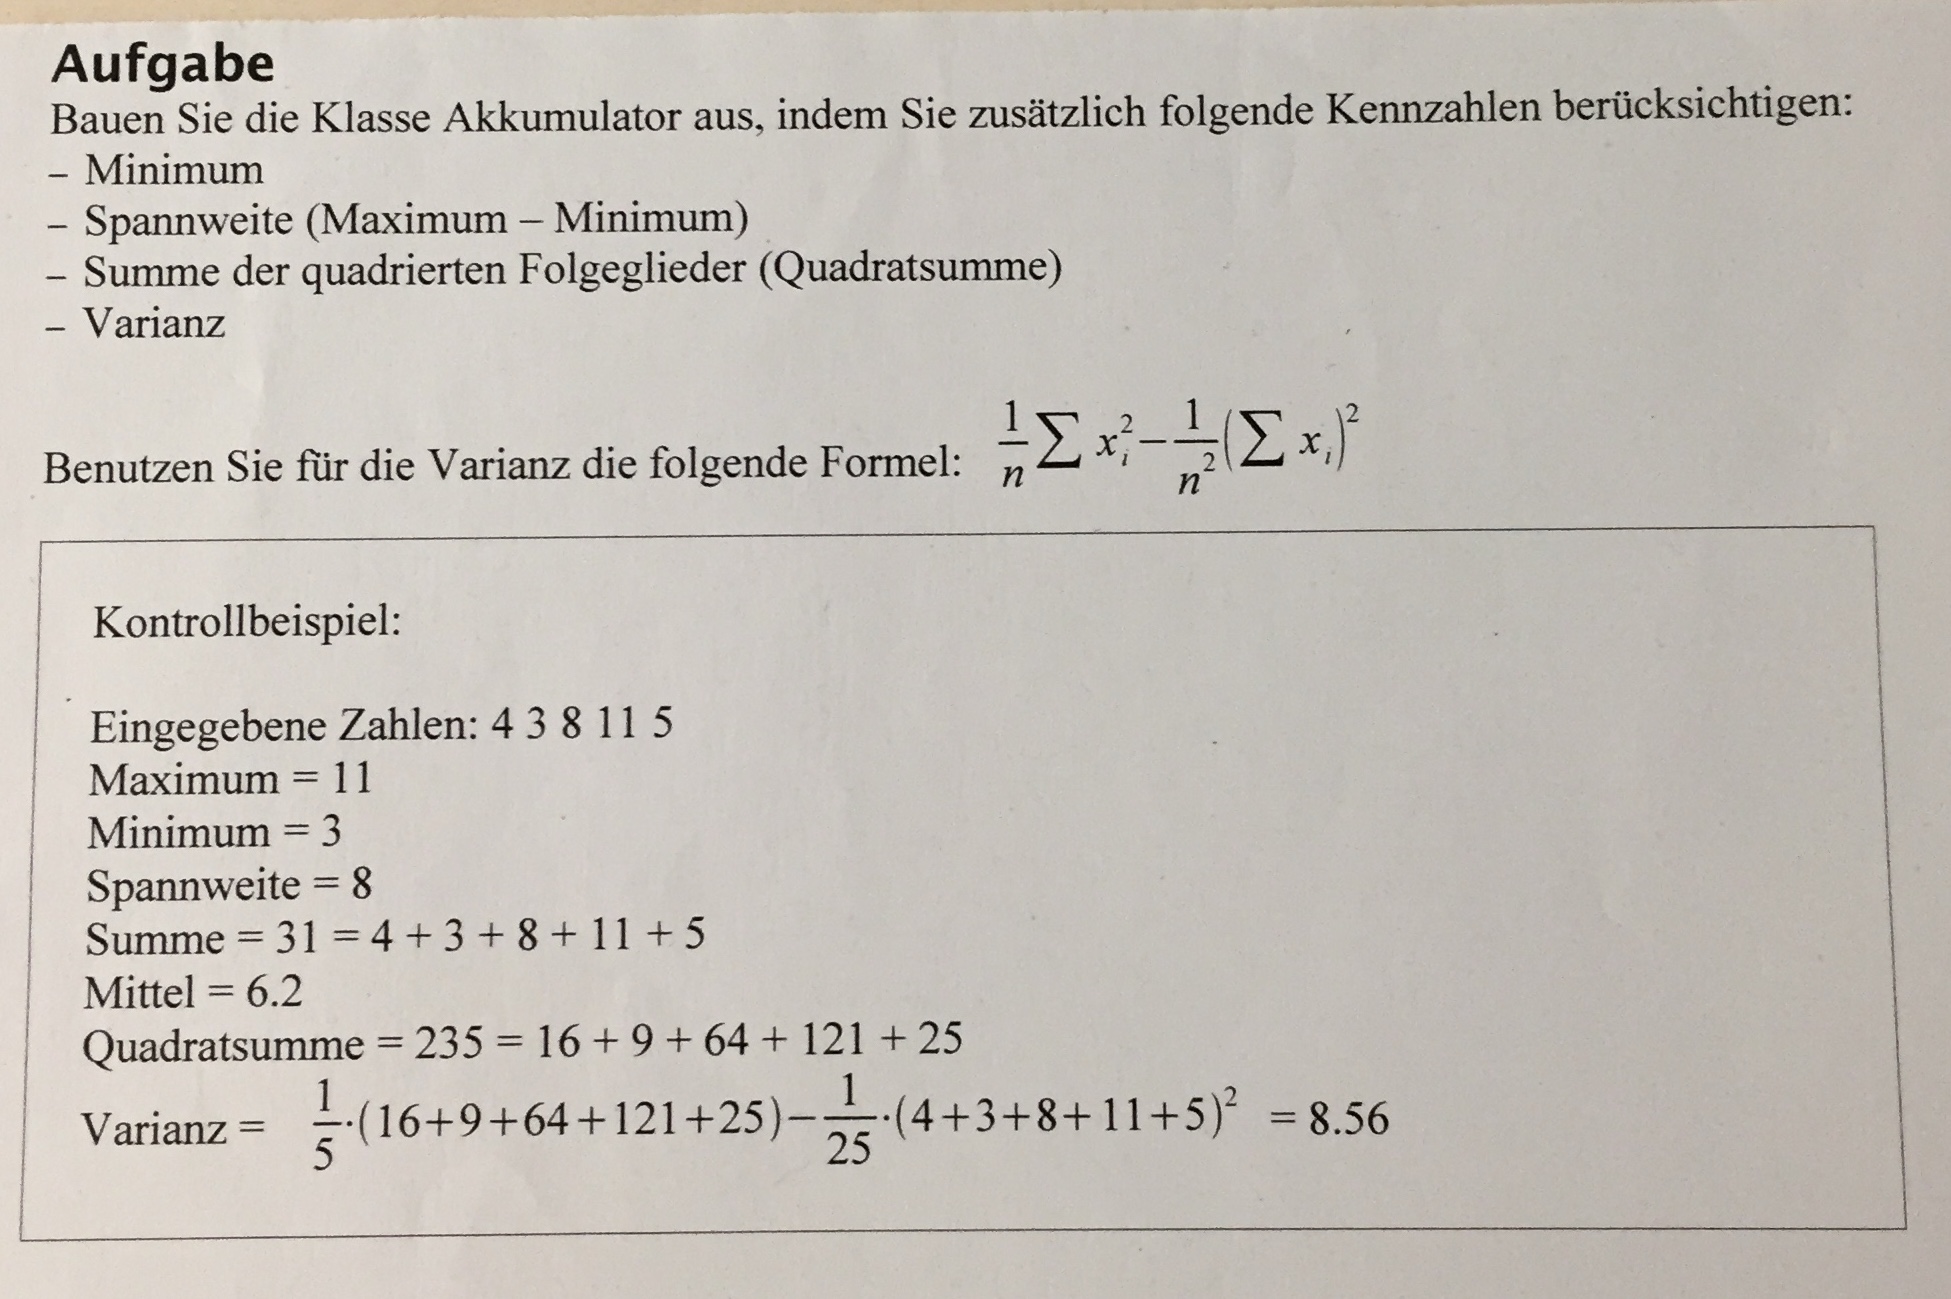 Aufgabe
Bauen Sie die Klasse Akkumulator aus, indem Sie zusätzlich folgende Kennzahlen berücksichtigen:
– Minimum
– Spannweite (Maximum – Minimum)
– Summe der quadrierten Folgeglieder (Quadratsumme)
– Varianz
Benutzen Sie für die Varianz die folgende Formel: $\frac{1}{n}\sum x_i^2 - \frac{1}{n^2}\left(\sum x_i\right)^2$
Kontrollbeispiel:
Eingegebene Zahlen: 4 3 8 11 5
Maximum = 11
Minimum = 3
Spannweite = 8
Summe = 31 = 4 + 3 + 8 + 11 + 5
Mittel = 6.2
Quadratsumme = 235 = 16 + 9 + 64 + 121 + 25
Varianz = $\frac{1}{5}\cdot(16+9+64+121+25)-\frac{1}{25}\cdot(4+3+8+11+5)^2$ = 8.56